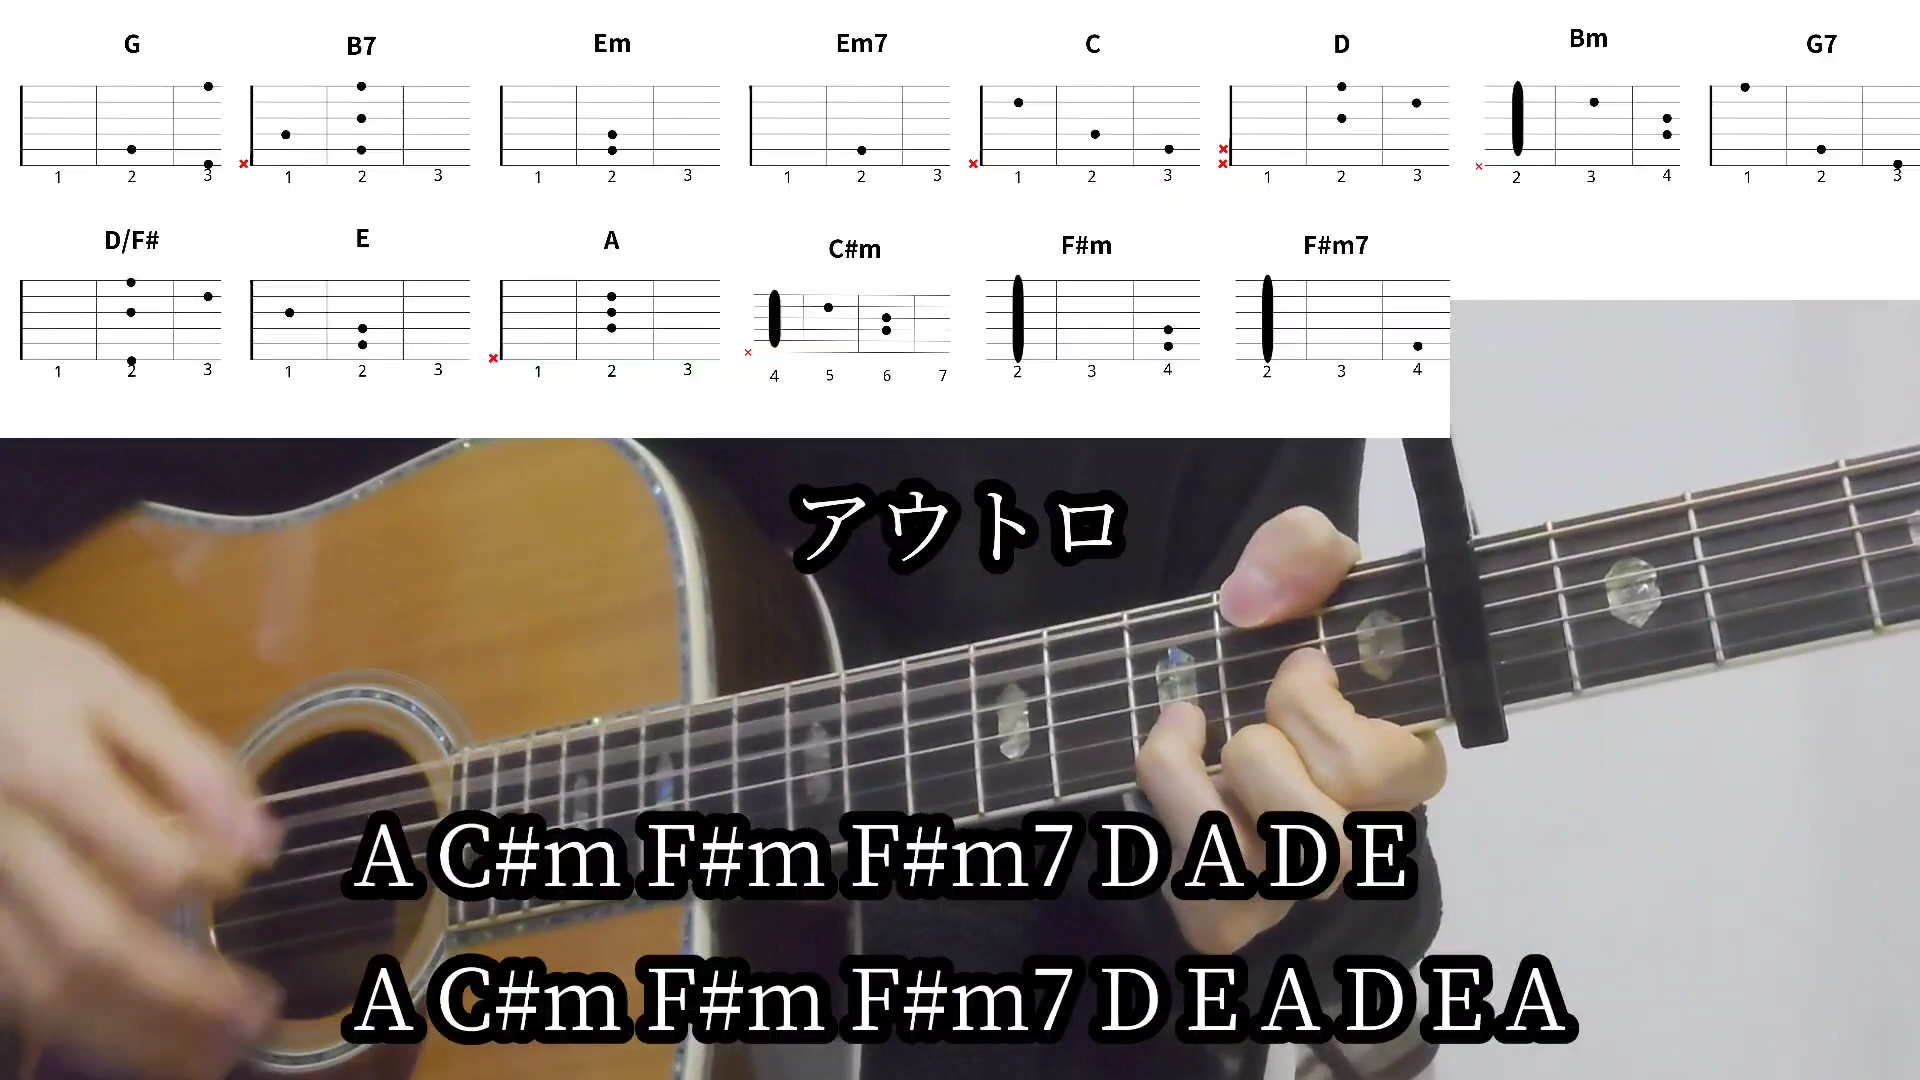 G B7 Em Em7 C D Bm G7
1 2 3 × 1 2 3 1 2 3 1 2 3 × 1 2 3 × × 1 2 3 × 2 3 4 1 2 3
D/F# E A C#m F#m F#m7
1 2 3 1 2 3 × 1 2 3 × 4 5 6 7 2 3 4 2 3 4
アウトロ
A C#m F#m F#m7 D A D E
A C#m F#m F#m7 D E A D E A